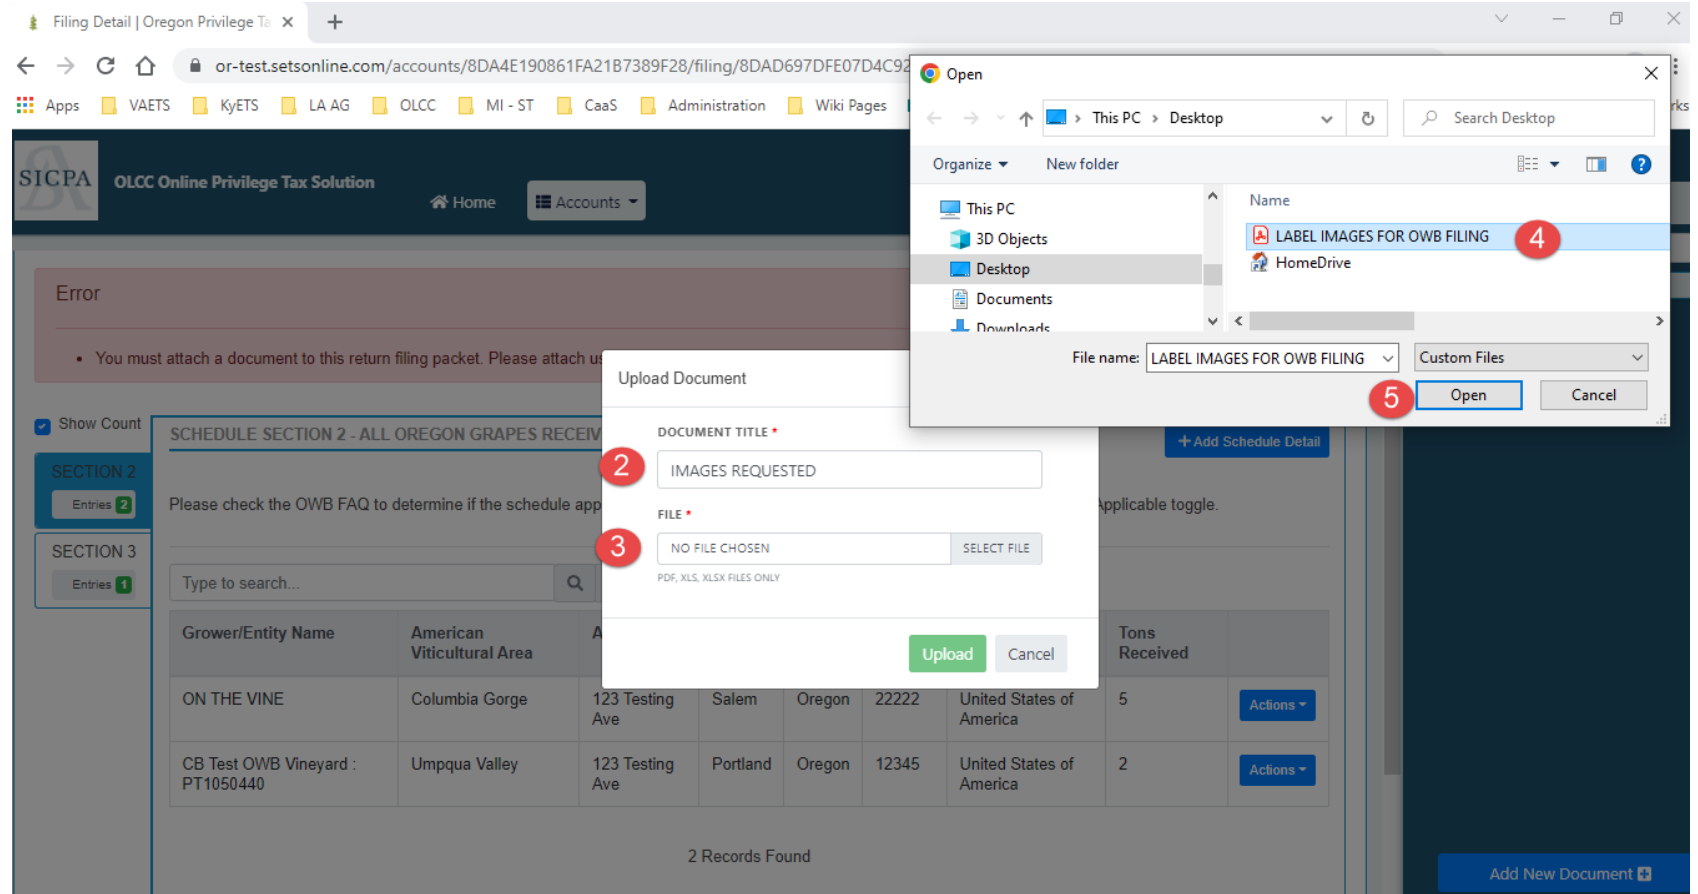 Filing Detail | Oregon Privilege Ta
or-test.setsonline.com/accounts/8DA4E190861FA21B7389F28/filing/8DAD697DFE07D4C92
Apps VAETS KyETS LA AG OLCC MI - ST CaaS Administration Wiki Pages
SICPA
OLCC Online Privilege Tax Solution
Home Accounts
Error
You must attach a document to this return filing packet. Please attach us
Show Count
SECTION 2
Entries 2
SECTION 3
Entries 1
SCHEDULE SECTION 2 - ALL OREGON GRAPES RECEIV
+ Add Schedule Detail
Please check the OWB FAQ to determine if the schedule app
Applicable toggle.
Type to search...
Grower/Entity Name American Viticultural Area A Tons Received
ON THE VINE Columbia Gorge 123 Testing Ave Salem Oregon 22222 United States of America 5 Actions
CB Test OWB Vineyard : PT1050440 Umpqua Valley 123 Testing Ave Portland Oregon 12345 United States of America 2 Actions
2 Records Found
Add New Document
Upload Document
DOCUMENT TITLE *
2
IMAGES REQUESTED
FILE *
3
NO FILE CHOSEN SELECT FILE
PDF, XLS, XLSX FILES ONLY
Upload Cancel
Open
This PC > Desktop
Search Desktop
Organize New folder
?
This PC
3D Objects
Desktop
Documents
Downloads
Name
LABEL IMAGES FOR OWB FILING 4
HomeDrive
File name: LABEL IMAGES FOR OWB FILING Custom Files
5
Open Cancel